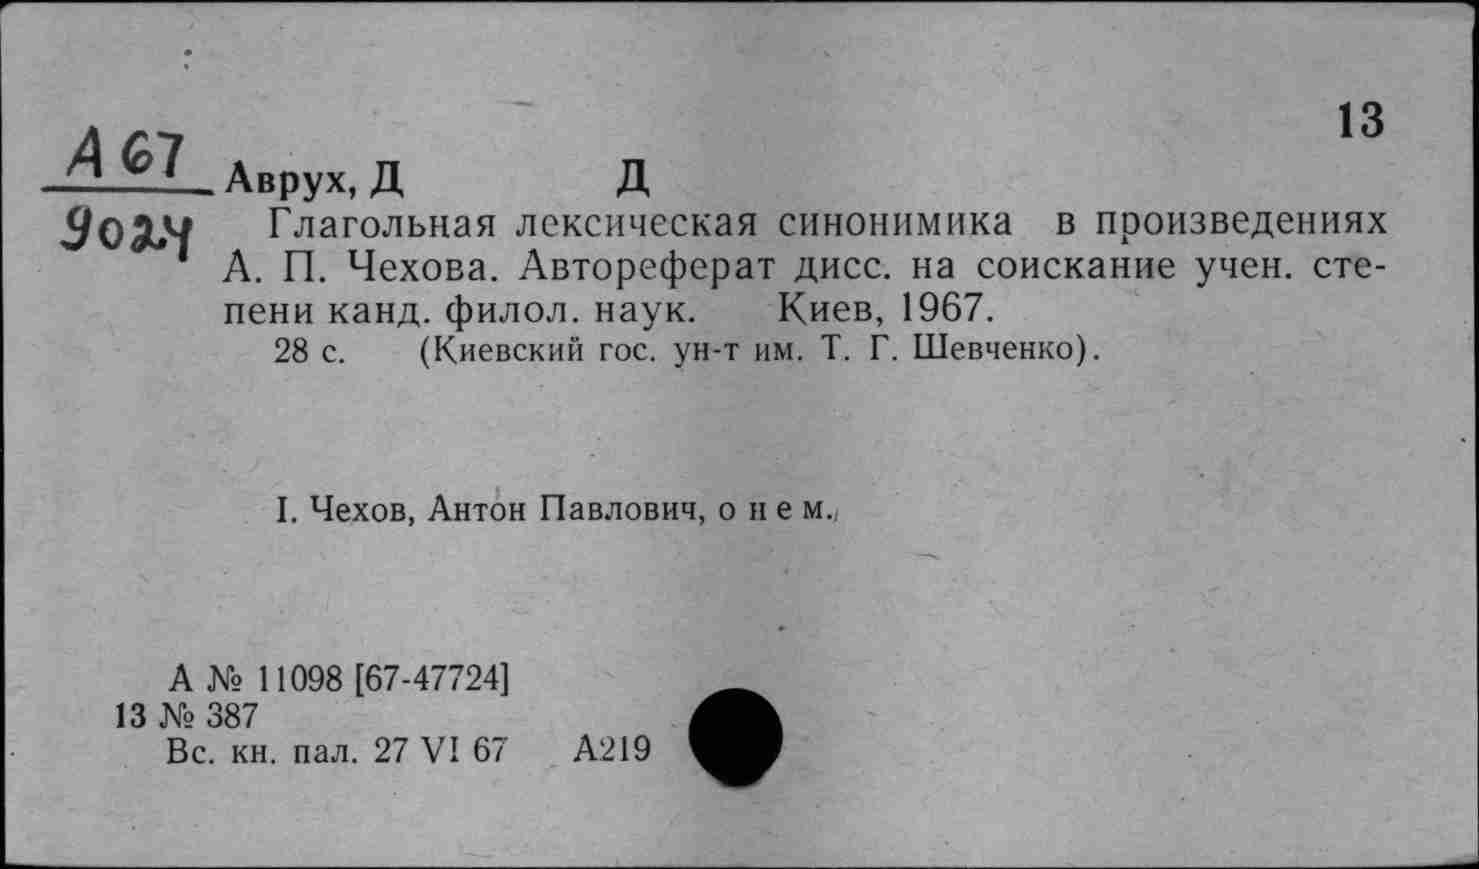 13
А 67
Аврух, Д Д
9024
Глагольная лексическая синонимика в произведениях
А. П. Чехова. Автореферат дисс. на соискание учен. сте-
пени канд. филол. наук. Киев, 1967.
28 с. (Киевский гос. ун-т им. Т. Г. Шевченко).
I. Чехов, Антон Павлович, о н е м.
А № 11098 [67-47724]
13 № 387
Вс. кн. пал. 27 VI 67 А219